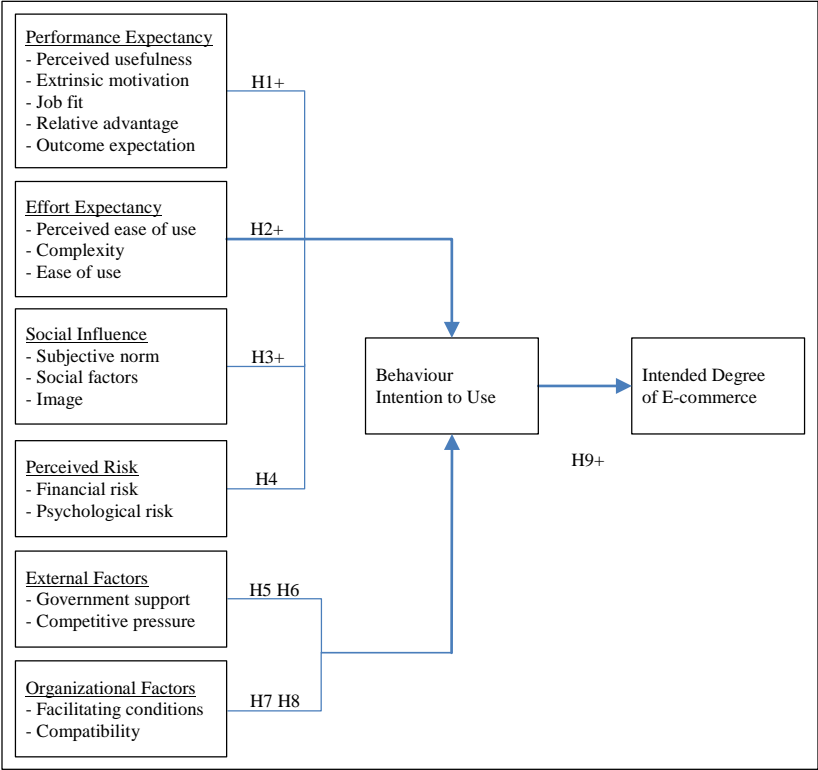 Performance Expectancy
- Perceived usefulness
- Extrinsic motivation
- Job fit
- Relative advantage
- Outcome expectation
H1+
Effort Expectancy
- Perceived ease of use
- Complexity
- Ease of use
H2+
Social Influence
- Subjective norm
- Social factors
- Image
H3+
Perceived Risk
- Financial risk
- Psychological risk
H4
External Factors
- Government support
- Competitive pressure
H5 H6
Organizational Factors
- Facilitating conditions
- Compatibility
H7 H8
Behaviour
Intention to Use
H9+
Intended Degree
of E-commerce